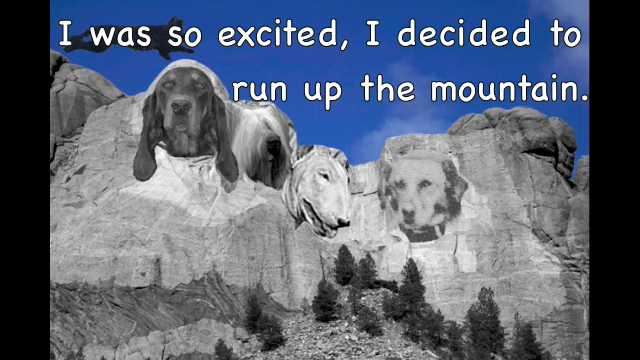 I was so excited, I decided to
run up the mountain.